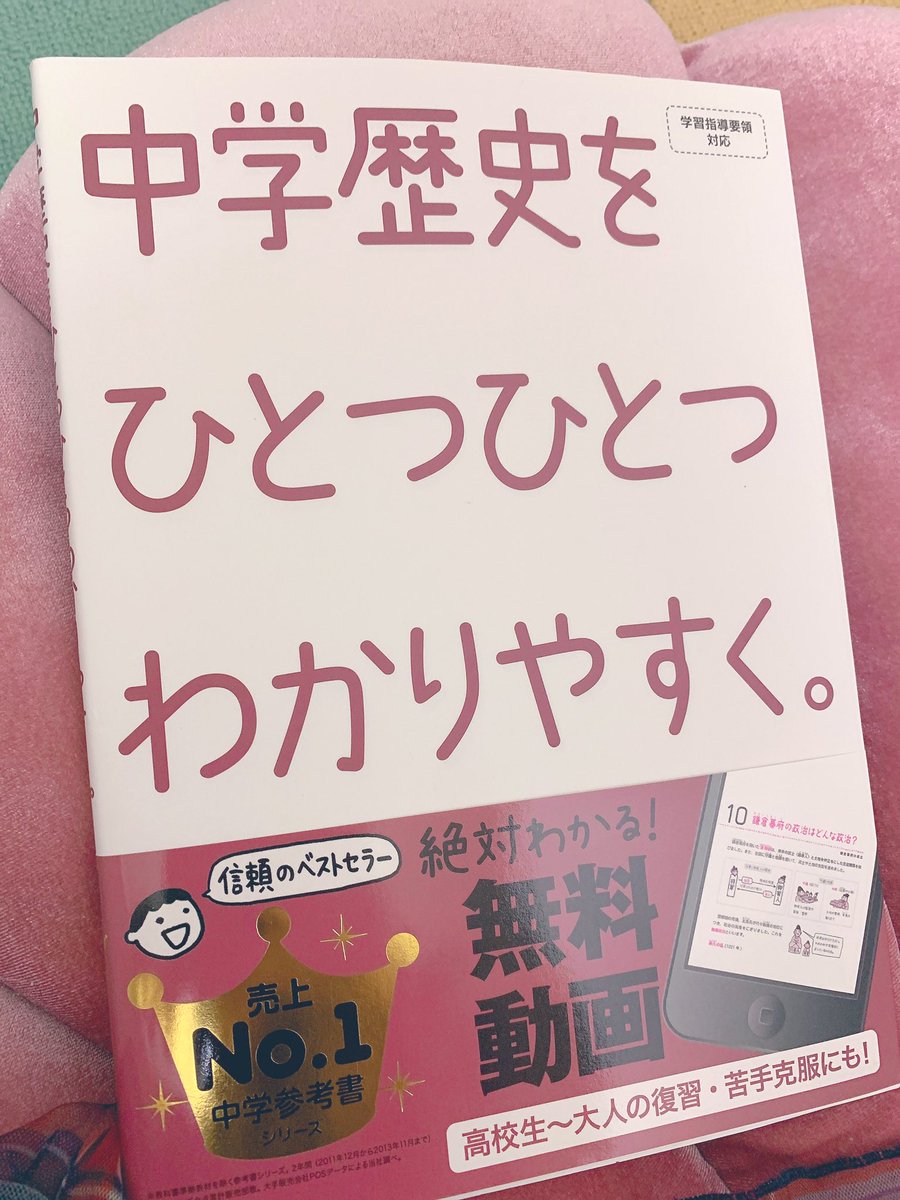 中学歴史を
学習指導要領
対応
ひとつひとつ
わかりやすく。
信頼のベストセラー
絶対わかる!
無料
動画
売上
No.1
中学参考書
シリーズ
10 鎌倉幕府の政治はどんな政治?
高校生〜大人の復習・苦手克服にも!